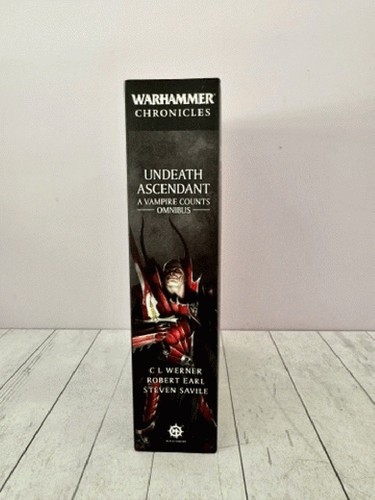 WARHAMMER
CHRONICLES
UNDEATH
ASCENDANT
A VAMPIRE COUNTS
OMNIBUS
C L WERNER
ROBERT EARL
STEVEN SAVILE